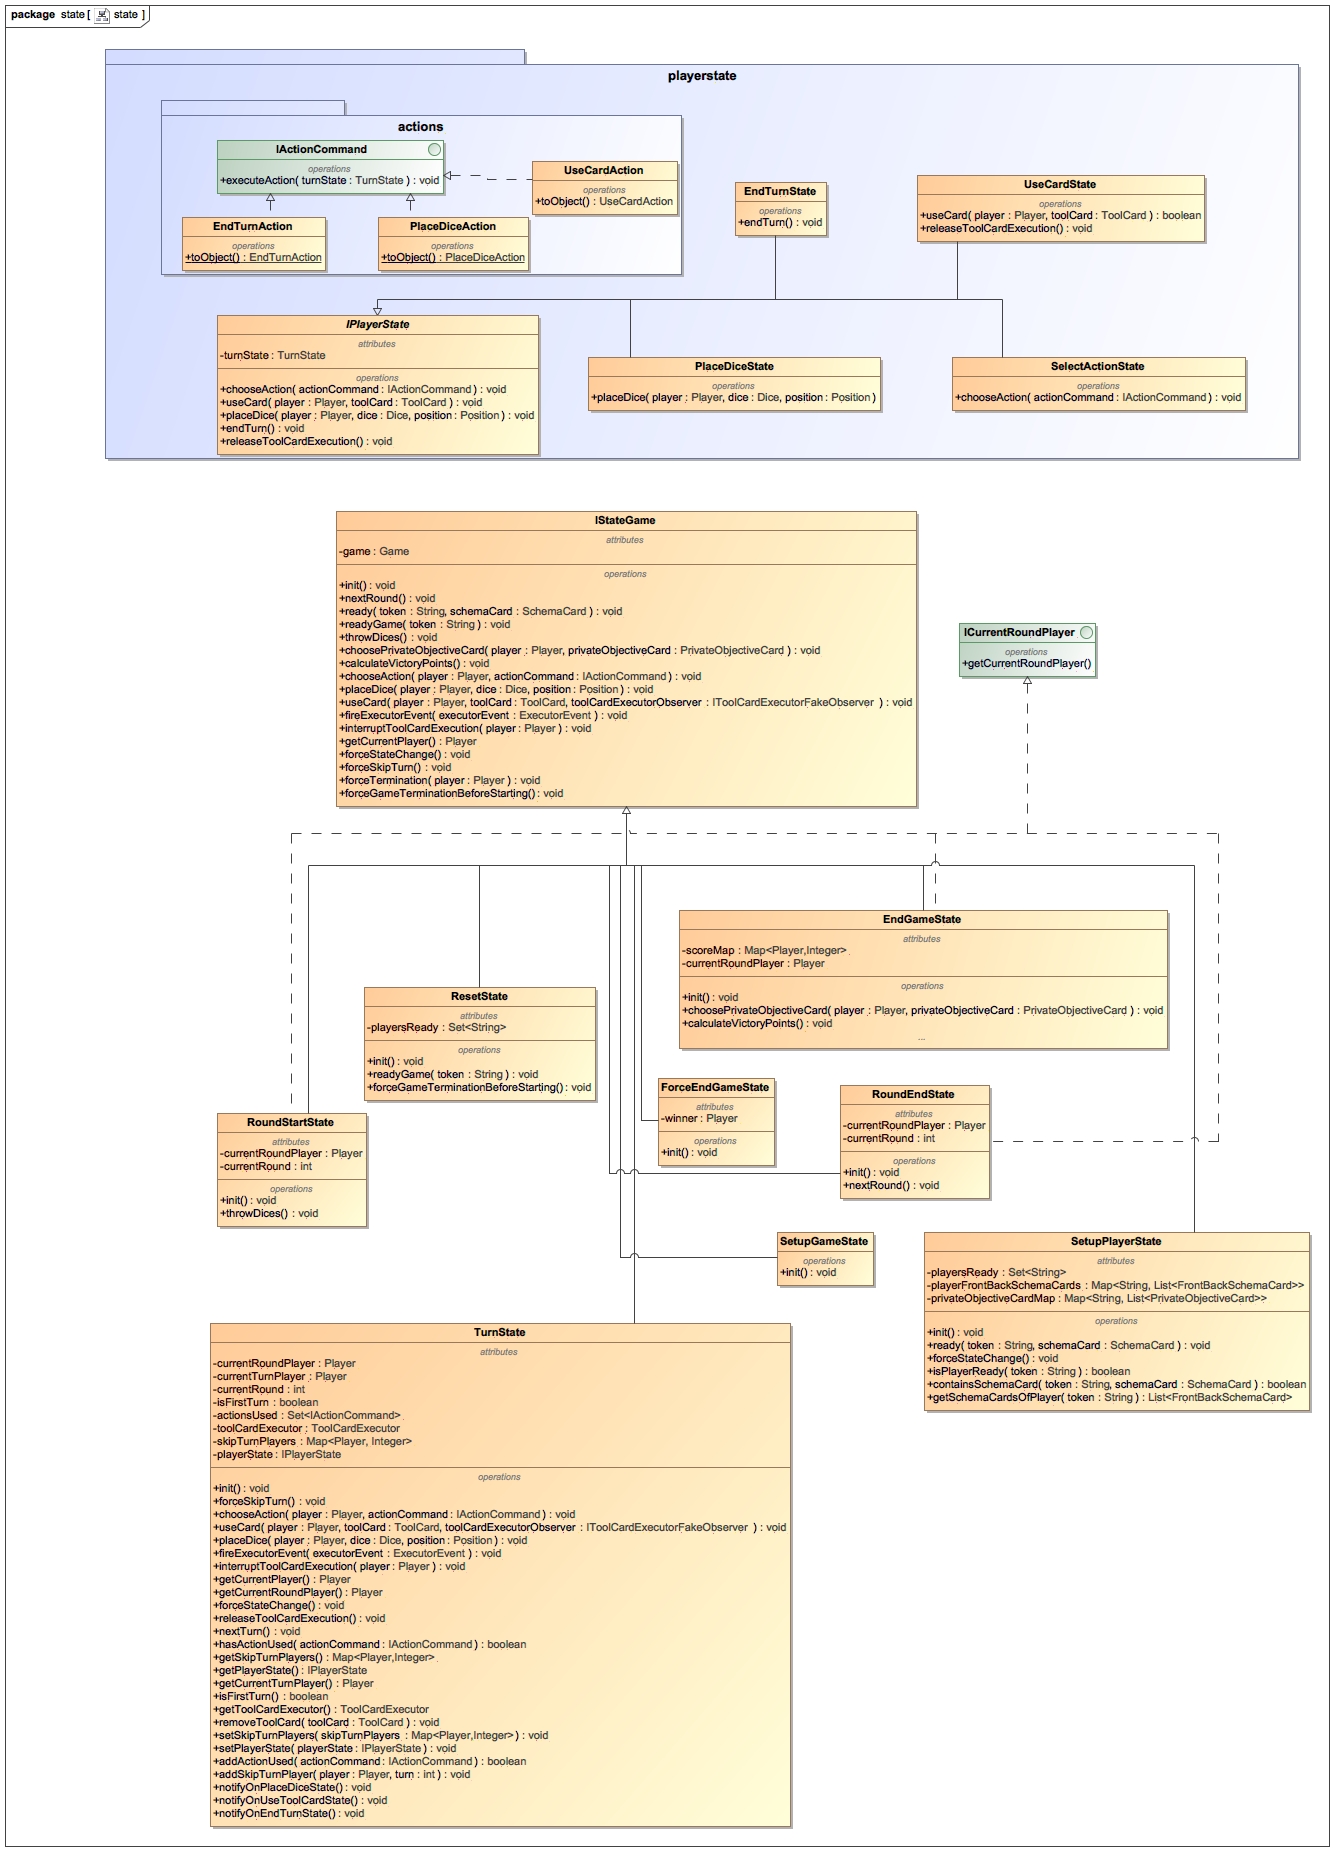 package state [ state ]
playerstate
actions
IActionCommand
operations
+executeAction( turnState : TurnState ) : void
UseCardAction
operations
+toObject() : UseCardAction
EndTurnAction
operations
+toObject() : EndTurnAction
PlaceDiceAction
operations
+toObject() : PlaceDiceAction
EndTurnState
operations
+endTurn() : void
UseCardState
operations
+useCard( player : Player, toolCard : ToolCard ) : boolean
+releaseToolCardExecution() : void
IPlayerState
attributes
-turnState : TurnState
operations
+chooseAction( actionCommand : IActionCommand ) : void
+useCard( player : Player, toolCard : ToolCard ) : void
+placeDice( player : Player, dice : Dice, position : Position ) : void
+endTurn() : void
+releaseToolCardExecution() : void
PlaceDiceState
operations
+placeDice( player : Player, dice : Dice, position : Position )
SelectActionState
operations
+chooseAction( actionCommand : IActionCommand ) : void
IStateGame
attributes
-game : Game
operations
+init() : void
+nextRound() : void
+ready( token : String, schemaCard : SchemaCard ) : void
+readyGame( token : String ) : void
+throwDices() : void
+choosePrivateObjectiveCard( player : Player, privateObjectiveCard : PrivateObjectiveCard ) : void
+calculateVictoryPoints() : void
+chooseAction( player : Player, actionCommand : IActionCommand ) : void
+placeDice( player : Player, dice : Dice, position : Position ) : void
+useCard( player : Player, toolCard : ToolCard, toolCardExecutorObserver : IToolCardExecutorFakeObserver ) : void
+fireExecutorEvent( executorEvent : ExecutorEvent ) : void
+interruptToolCardExecution( player : Player ) : void
+getCurrentPlayer() : Player
+forceStateChange() : void
+forceSkipTurn() : void
+forceTermination( player : Player ) : void
+forceGameTerminationBeforeStarting() : void
ICurrentRoundPlayer
operations
+getCurrentRoundPlayer()
EndGameState
attributes
-scoreMap : Map<Player,Integer>
-currentRoundPlayer : Player
operations
+init() : void
+choosePrivateObjectiveCard( player : Player, privateObjectiveCard : PrivateObjectiveCard ) : void
+calculateVictoryPoints() : void
...
ResetState
attributes
-playersReady : Set<String>
operations
+init() : void
+readyGame( token : String ) : void
+forceGameTerminationBeforeStarting() : void
ForceEndGameState
attributes
-winner : Player
operations
+init() : void
RoundEndState
attributes
-currentRoundPlayer : Player
-currentRound : int
operations
+init() : void
+nextRound() : void
RoundStartState
attributes
-currentRoundPlayer : Player
-currentRound : int
operations
+init() : void
+throwDices() : void
SetupGameState
operations
+init() : void
SetupPlayerState
attributes
-playersReady : Set<String>
-playerFrontBackSchemaCards : Map<String, List<FrontBackSchemaCard>>
-privateObjectiveCardMap : Map<String, List<PrivateObjectiveCard>>
operations
+init() : void
+ready( token : String, schemaCard : SchemaCard ) : void
+forceStateChange() : void
+isPlayerReady( token : String ) : boolean
+containsSchemaCard( token : String, schemaCard : SchemaCard ) : boolean
+getSchemaCardsOfPlayer( token : String ) : List<FrontBackSchemaCard>
TurnState
attributes
-currentRoundPlayer : Player
-currentTurnPlayer : Player
-currentRound : int
-isFirstTurn : boolean
-actionsUsed : Set<IActionCommand>
-toolCardExecutor : ToolCardExecutor
-skipTurnPlayers : Map<Player, Integer>
-playerState : IPlayerState
operations
+init() : void
+forceSkipTurn() : void
+chooseAction( player : Player, actionCommand : IActionCommand ) : void
+useCard( player : Player, toolCard : ToolCard, toolCardExecutorObserver : IToolCardExecutorFakeObserver ) : void
+placeDice( player : Player, dice : Dice, position : Position ) : void
+fireExecutorEvent( executorEvent : ExecutorEvent ) : void
+interruptToolCardExecution( player : Player ) : void
+getCurrentPlayer() : Player
+getCurrentRoundPlayer() : Player
+forceStateChange() : void
+releaseToolCardExecution() : void
+nextTurn() : void
+hasActionUsed( actionCommand : IActionCommand ) : boolean
+getSkipTurnPlayers() : Map<Player,Integer>
+getPlayerState() : IPlayerState
+getCurrentTurnPlayer() : Player
+isFirstTurn() : boolean
+getToolCardExecutor() : ToolCardExecutor
+removeToolCard( toolCard : ToolCard ) : void
+setSkipTurnPlayers( skipTurnPlayers : Map<Player,Integer> ) : void
+setPlayerState( playerState : IPlayerState ) : void
+addActionUsed( actionCommand : IActionCommand ) : boolean
+addSkipTurnPlayer( player : Player, turn : int ) : void
+notifyOnPlaceDiceState() : void
+notifyOnUseToolCardState() : void
+notifyOnEndTurnState() : void